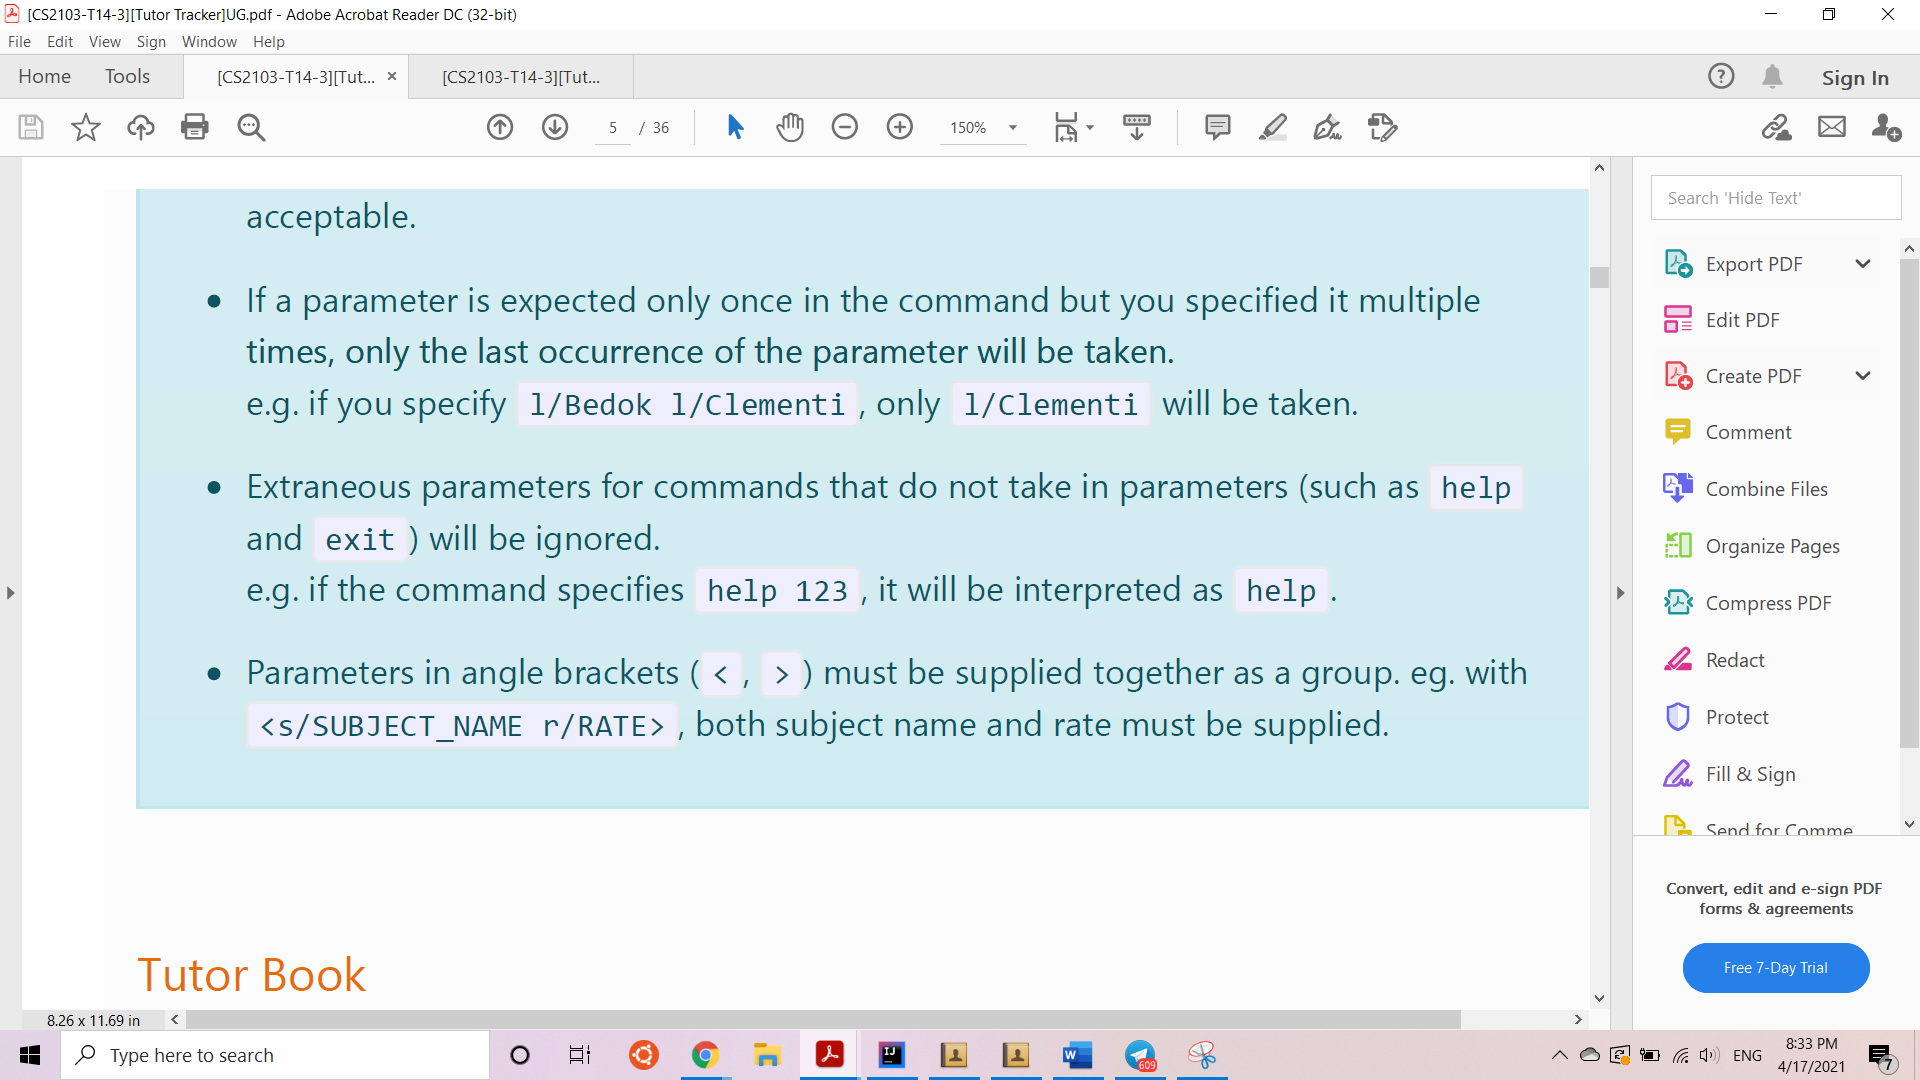 [CS2103-T14-3][Tutor Tracker]UG.pdf - Adobe Acrobat Reader DC (32-bit)
File Edit View Sign Window Help
Home Tools [CS2103-T14-3][Tut... × [CS2103-T14-3][Tut... Sign In
5 / 36 150%
acceptable.
• If a parameter is expected only once in the command but you specified it multiple
times, only the last occurrence of the parameter will be taken.
e.g. if you specify l/Bedok l/Clementi , only l/Clementi will be taken.
• Extraneous parameters for commands that do not take in parameters (such as help
and exit ) will be ignored.
e.g. if the command specifies help 123 , it will be interpreted as help .
• Parameters in angle brackets ( < , > ) must be supplied together as a group. eg. with
<s/SUBJECT_NAME r/RATE> , both subject name and rate must be supplied.
Tutor Book
8.26 x 11.69 in
Search 'Hide Text'
Export PDF
Edit PDF
Create PDF
Comment
Combine Files
Organize Pages
Compress PDF
Redact
Protect
Fill & Sign
Send for Comme
Convert, edit and e-sign PDF
forms & agreements
Free 7-Day Trial
Type here to search
IJ
W
609
ENG
8:33 PM
4/17/2021
7